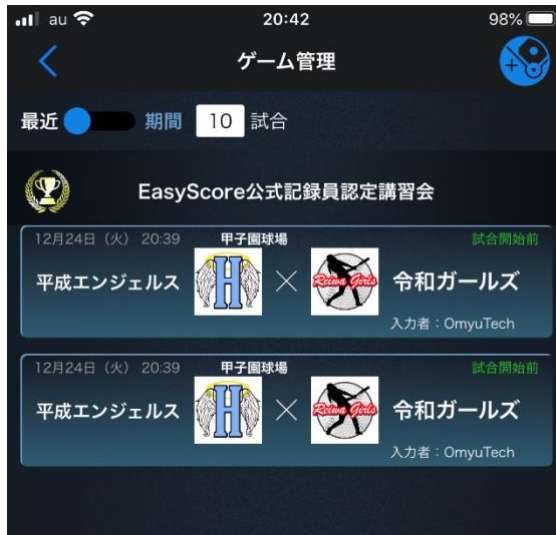 au 20:42 98%
ゲーム管理
最近 期間 10 試合
EasyScore公式記録員認定講習会
12月24日（火） 20:39 甲子園球場 試合開始前
平成エンジェルス H × Reiwa Girls 令和ガールズ
入力者：OmyuTech
12月24日（火） 20:39 甲子園球場 試合開始前
平成エンジェルス H × Reiwa Girls 令和ガールズ
入力者：OmyuTech